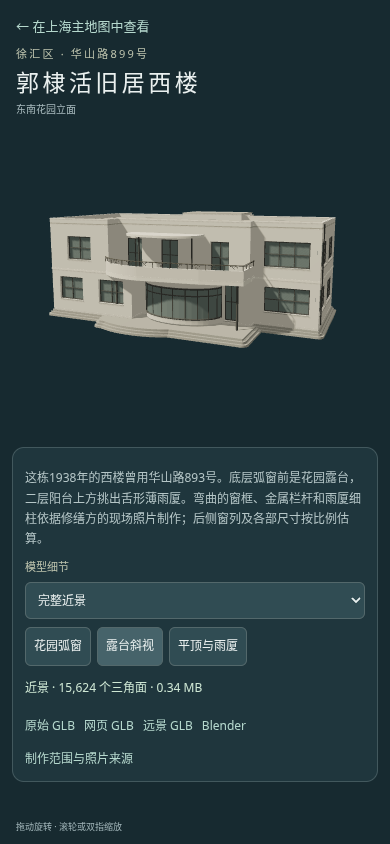 ← 在上海主地图中查看
徐汇区 · 华山路899号
郭棣活旧居西楼
东南花园立面
这栋1938年的西楼曾用华山路893号。底层弧窗前是花园露台，
二层阳台上方挑出舌形薄雨厦。弯曲的窗框、金属栏杆和雨厦细
柱依据修缮方的现场照片制作；后侧窗列及各部尺寸按比例估
算。
模型细节
完整近景
花园弧窗 露台斜视 平顶与雨厦
近景 · 15,624 个三角面 · 0.34 MB
原始 GLB 网页 GLB 远景 GLB Blender
制作范围与照片来源
拖动旋转 · 滚轮或双指缩放